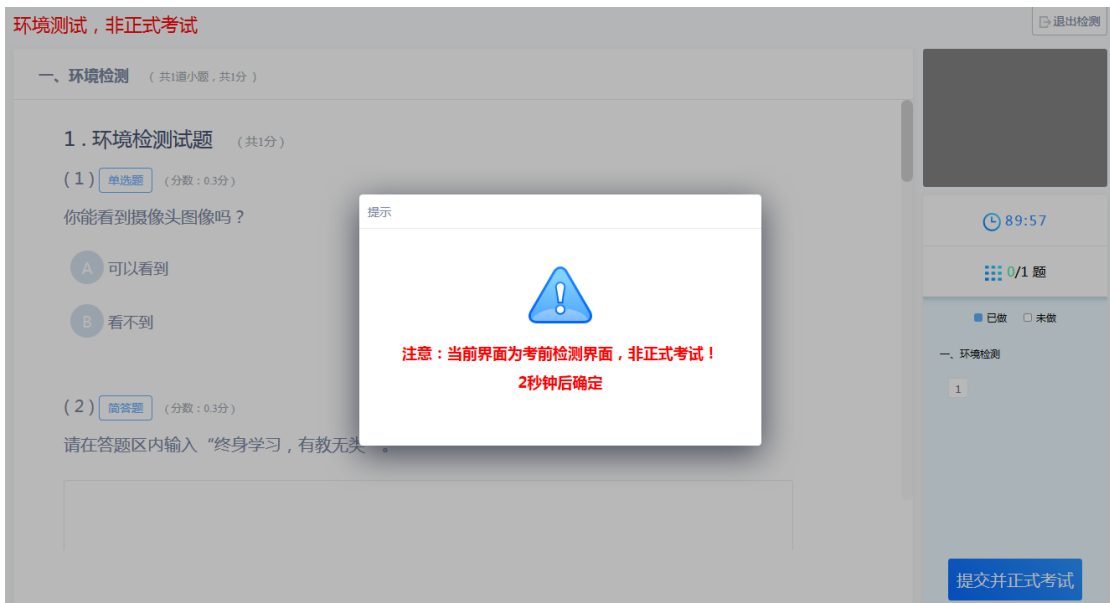 环境测试，非正式考试
退出检测
一、环境检测 （ 共1道小题，共1分 ）
1 . 环境检测试题 （ 共1分 ）
( 1 ) 单选题 （分数：0.3分）
你能看到摄像头图像吗？
A 可以看到
B 看不到
( 2 ) 简答题 （分数：0.3分）
请在答题区内输入“终身学习，有教无类”。
提示
注意：当前界面为考前检测界面，非正式考试！
2秒钟后确定
89:57
0/1 题
已做 未做
一、环境检测
1
提交并正式考试